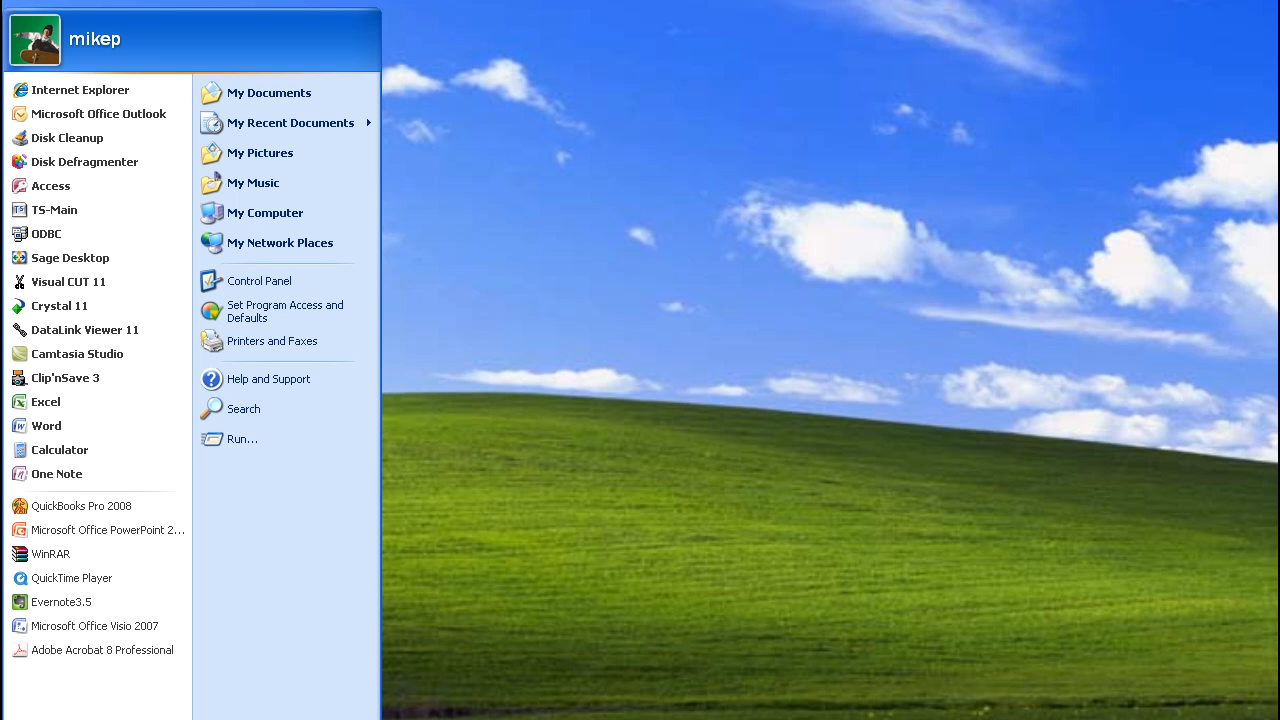 mikep
Internet Explorer
Microsoft Office Outlook
Disk Cleanup
Disk Defragmenter
Access
TS-Main
ODBC
Sage Desktop
Visual CUT 11
Crystal 11
DataLink Viewer 11
Camtasia Studio
Clip'nSave 3
Excel
Word
Calculator
One Note
QuickBooks Pro 2008
Microsoft Office PowerPoint 2...
WinRAR
QuickTime Player
Evernote3.5
Microsoft Office Visio 2007
Adobe Acrobat 8 Professional
My Documents
My Recent Documents
My Pictures
My Music
My Computer
My Network Places
Control Panel
Set Program Access and
Defaults
Printers and Faxes
Help and Support
Search
Run...